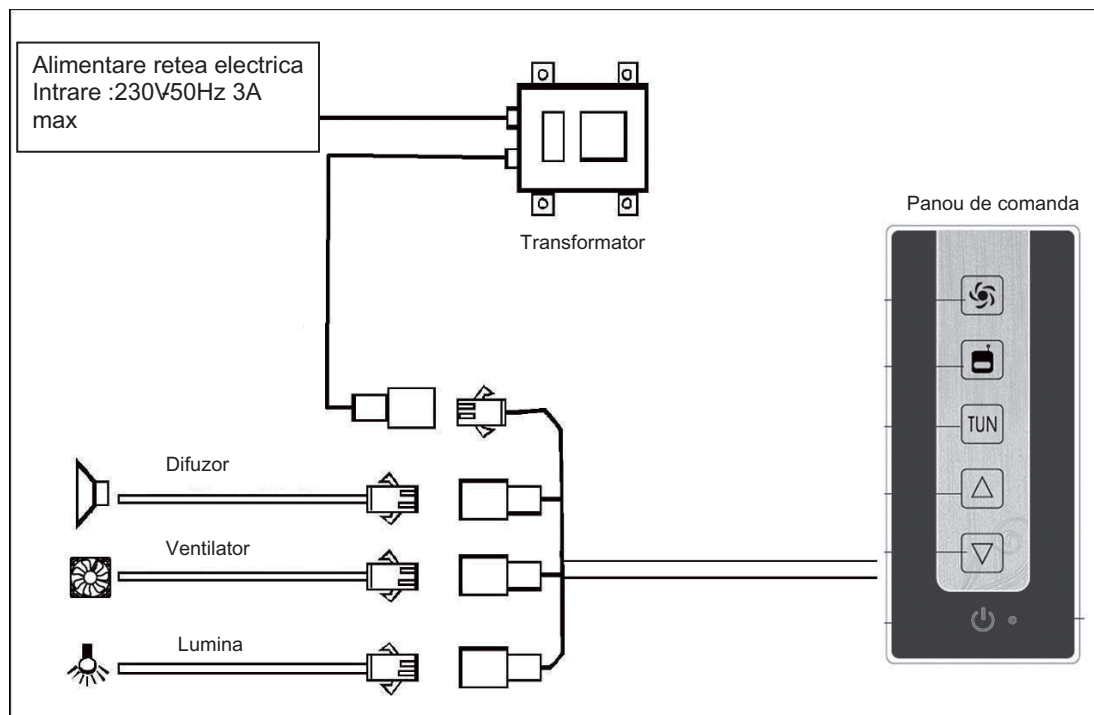 Alimentare retea electrica
Intrare :230V-50Hz 3A
max
Transformator
Panou de comanda
TUN
Difuzor
Ventilator
Lumina